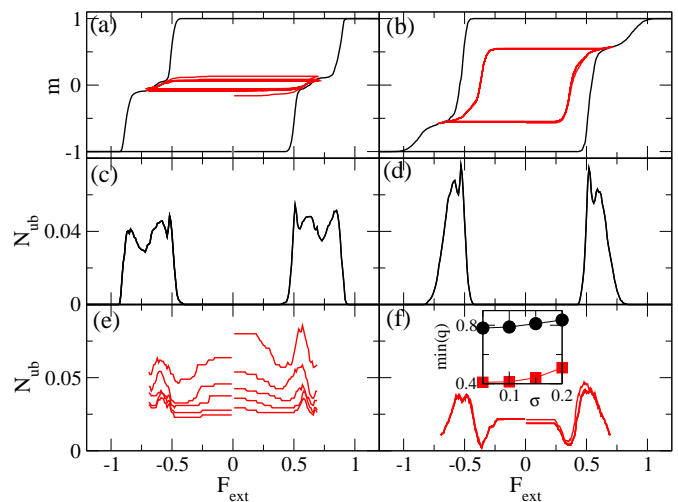 (a)
(b)
1
0
-1
m
(c)
(d)
0.04
0
N_ub
(e)
(f)
0.05
0
N_ub
0.8
0.4
min(q)
0.1
0.2
σ
-1 -0.5 0 0.5 1
-1 -0.5 0 0.5 1
F_ext
F_ext